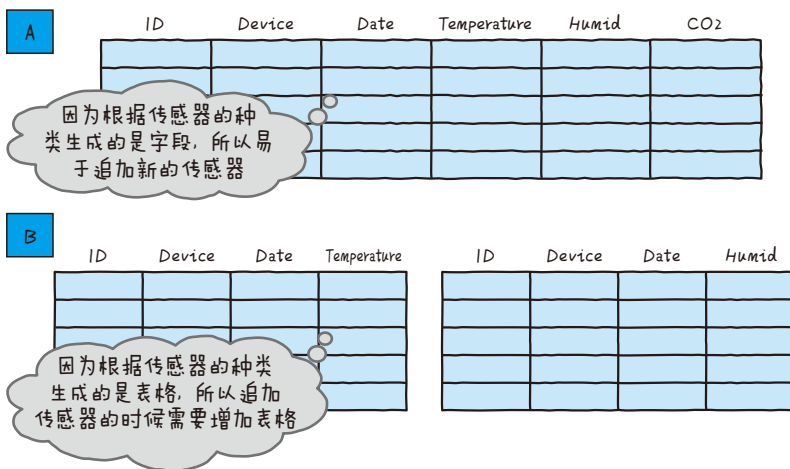 A
ID Device Date Temperature Humid CO2
因为根据传感器的种
类生成的是字段，所以易
于追加新的传感器
B
ID Device Date Temperature ID Device Date Humid
因为根据传感器的种类
生成的是表格，所以追加
传感器的时候需要增加表格